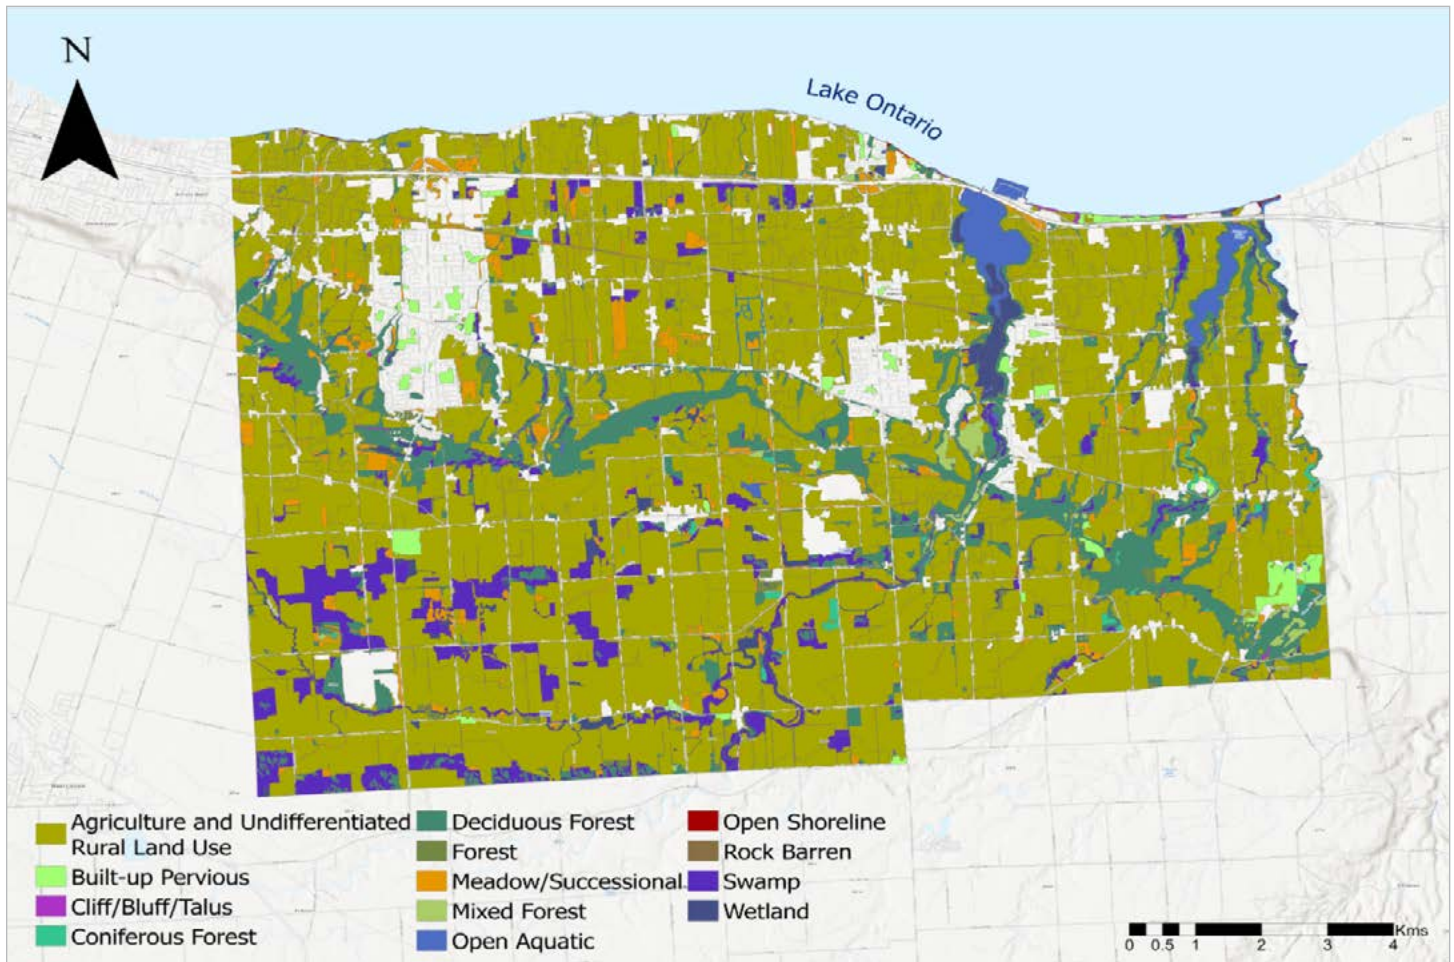 N
Lake Ontario
Agriculture and Undifferentiated
Rural Land Use
Built-up Pervious
Cliff/Bluff/Talus
Coniferous Forest
Deciduous Forest
Forest
Meadow/Successional
Mixed Forest
Open Aquatic
Open Shoreline
Rock Barren
Swamp
Wetland
Kms
0 0.5 1 2 3 4